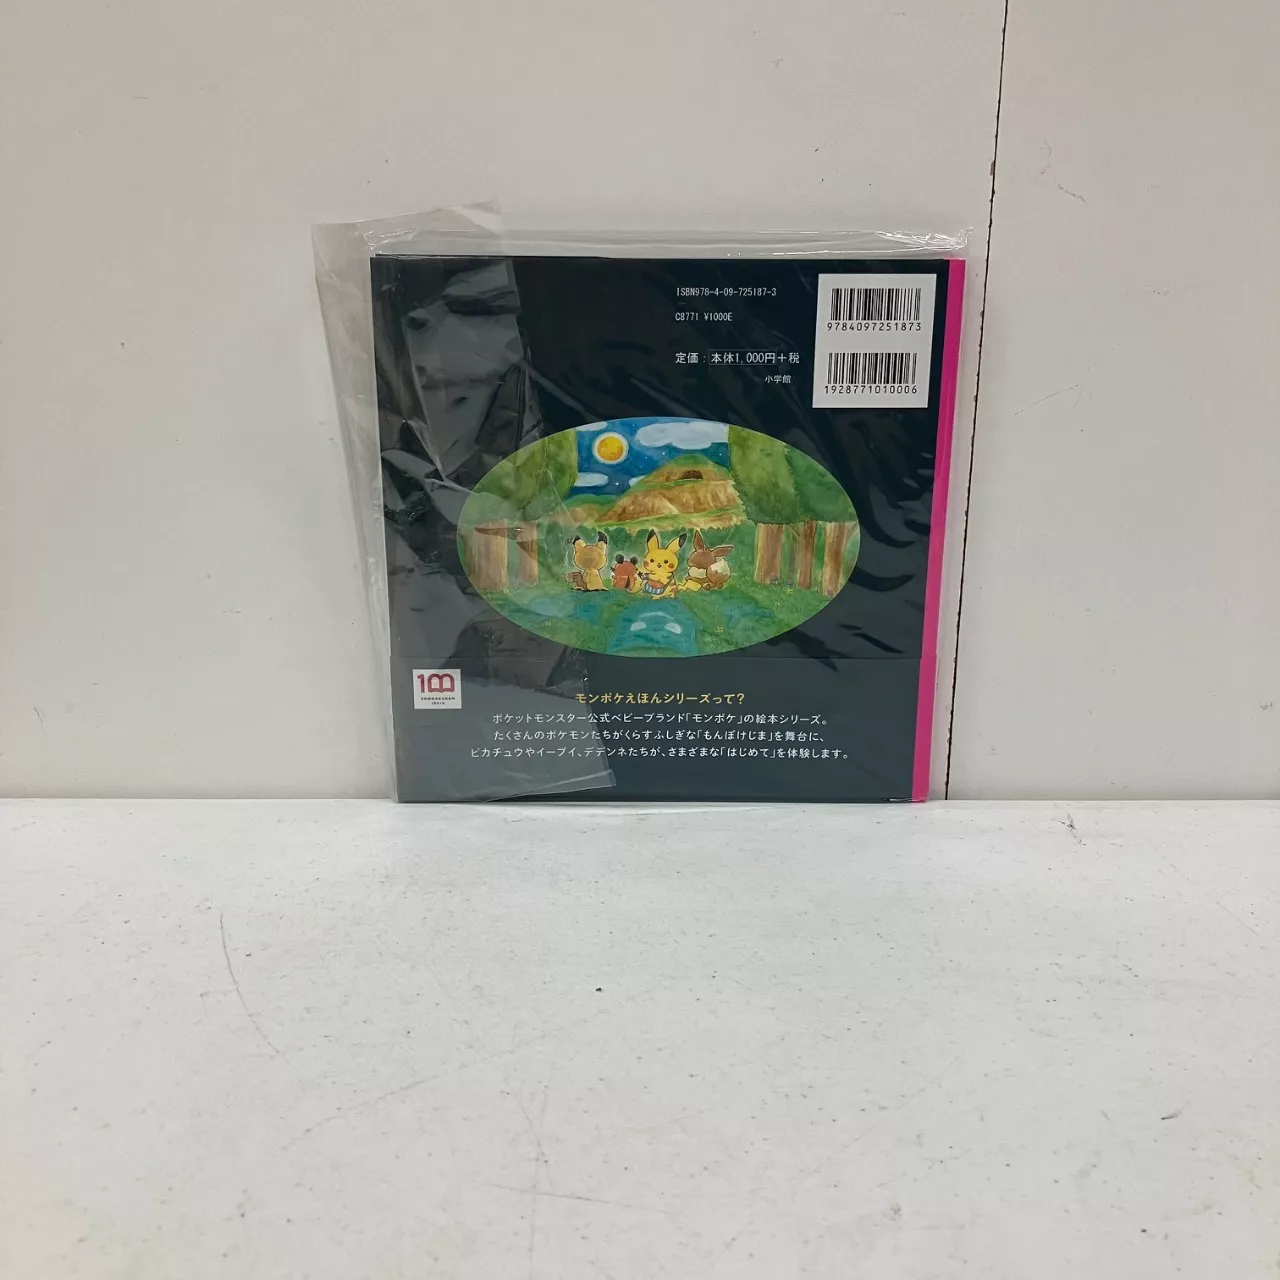 ISBN978-4-09-725187-3
C8771 ¥1000E
定価：本体1,000円＋税
小学館
9784097251873
1928771010006
100
SHOGAKUKAN
モンポケえほんシリーズって？
ポケットモンスター公式ベビーブランド「モンポケ」の絵本シリーズ。
たくさんのポケモンたちがくらすふしぎな「もんぽけじま」を舞台に、
ピカチュウやイーブイ、デデンネたちが、さまざまな「はじめて」を体験します。